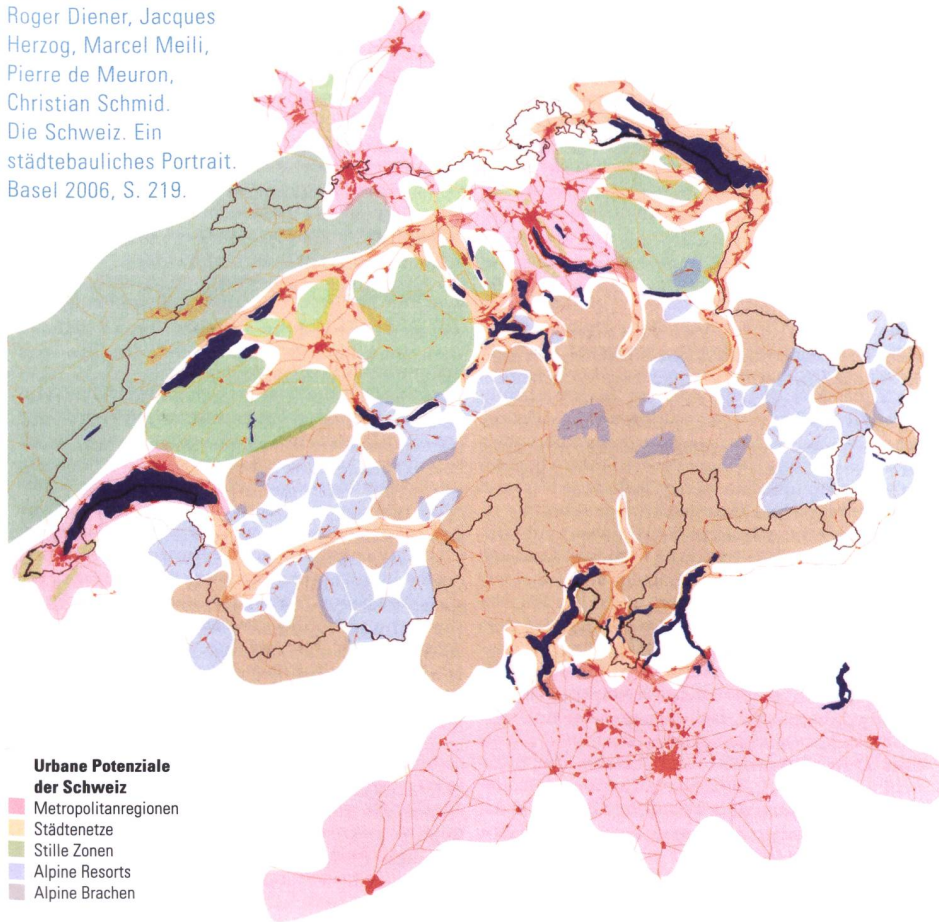 Roger Diener, Jacques
Herzog, Marcel Meili,
Pierre de Meuron,
Christian Schmid.
Die Schweiz. Ein
städtebauliches Portrait.
Basel 2006, S. 219.
Urbane Potenziale
der Schweiz
Metropolitanregionen
Städtenetze
Stille Zonen
Alpine Resorts
Alpine Brachen